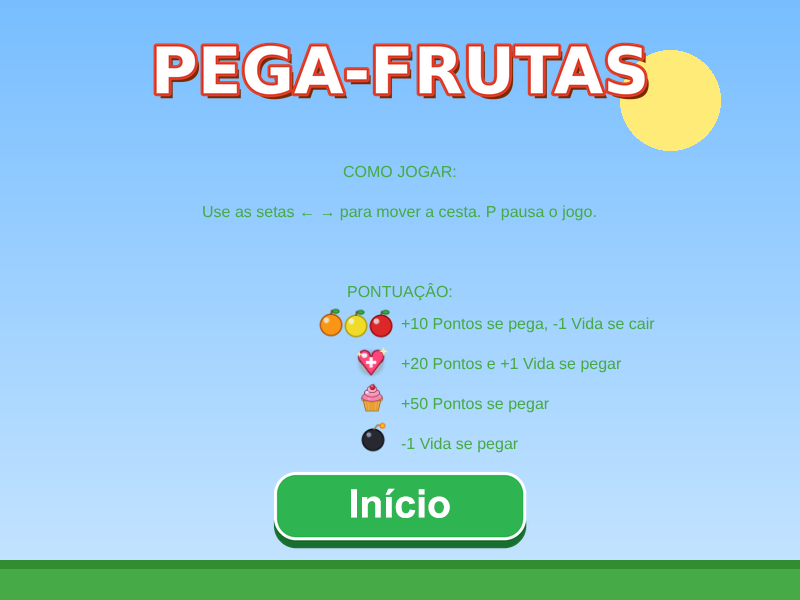 PEGA-FRUTAS
COMO JOGAR:
Use as setas ← → para mover a cesta. P pausa o jogo.
PONTUAÇÂO:
+10 Pontos se pega, -1 Vida se cair
+20 Pontos e +1 Vida se pegar
+50 Pontos se pegar
-1 Vida se pegar
Início